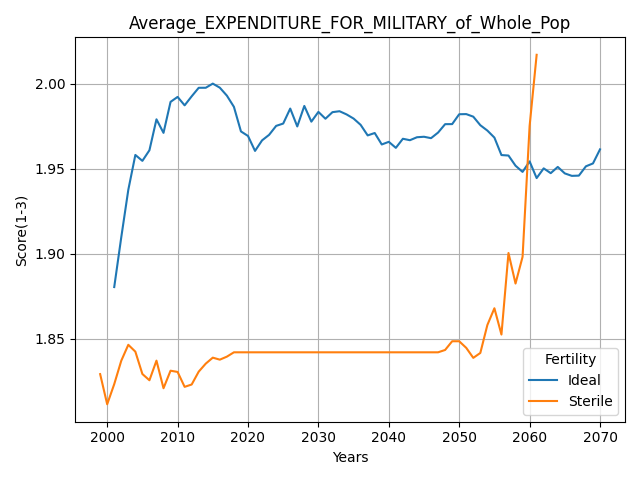 Average_EXPENDITURE_FOR_MILITARY_of_Whole_Pop
Score(1-3)
2.00
1.95
1.90
1.85
Fertility
Ideal
Sterile
2000 2010 2020 2030 2040 2050 2060 2070
Years